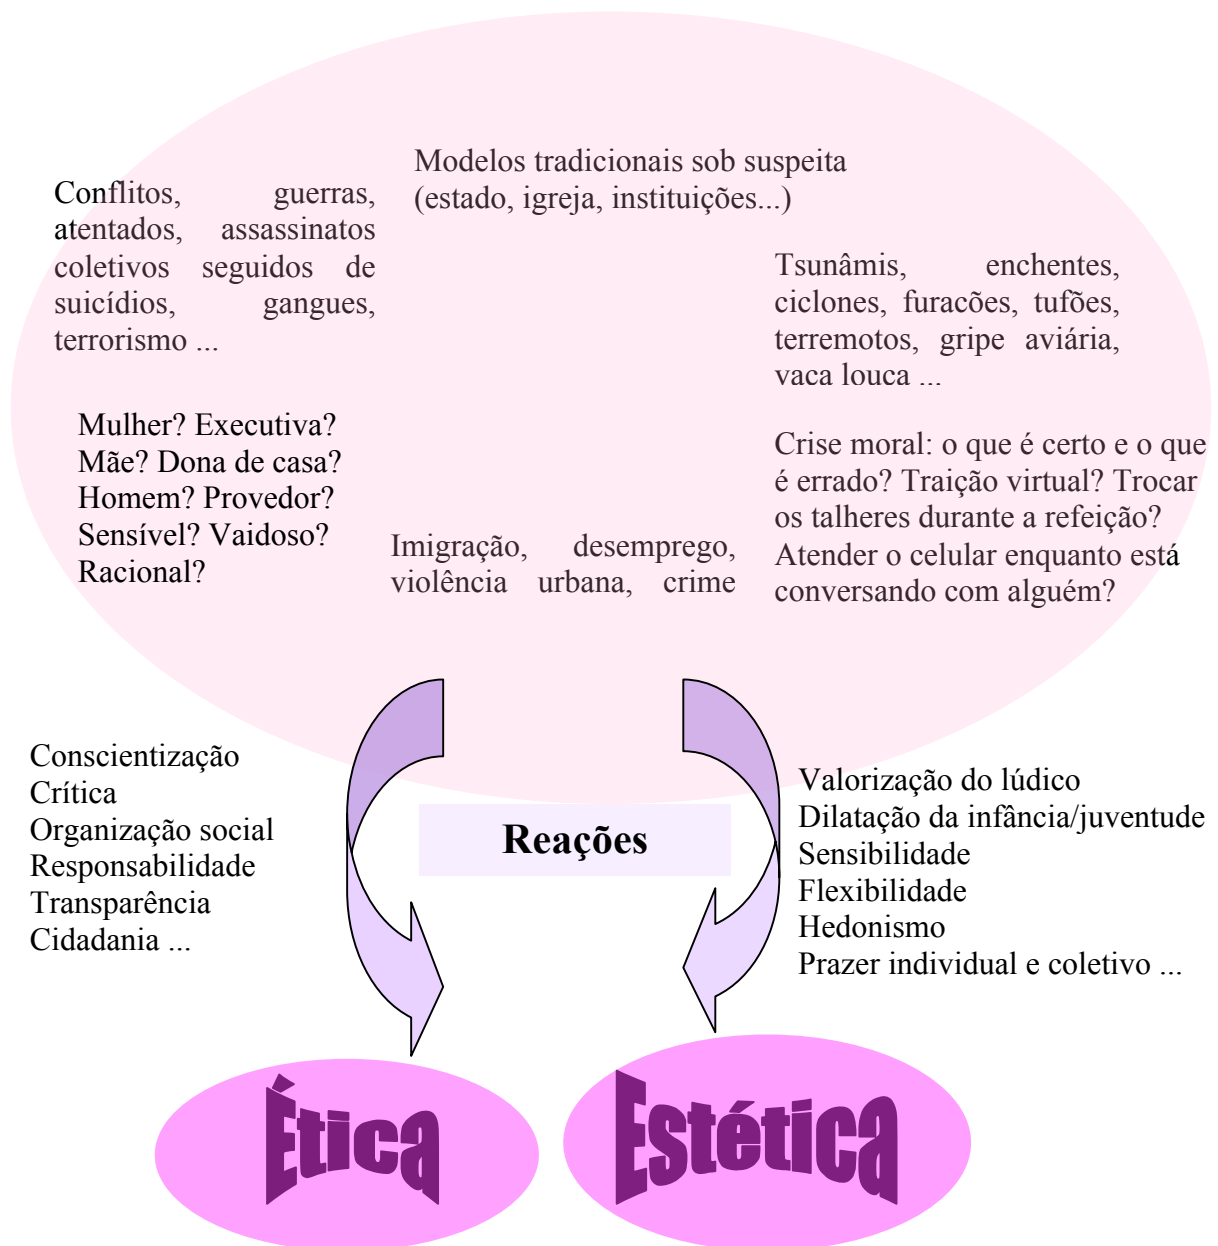 Modelos tradicionais sob suspeita
(estado, igreja, instituições...)
Conflitos, guerras,
atentados, assassinatos
coletivos seguidos de
suicídios, gangues,
terrorismo ...
Tsunâmis, enchentes,
ciclones, furacões, tufões,
terremotos, gripe aviária,
vaca louca ...
Mulher? Executiva?
Mãe? Dona de casa?
Homem? Provedor?
Sensível? Vaidoso?
Racional?
Imigração, desemprego,
violência urbana, crime
Crise moral: o que é certo e o que
é errado? Traição virtual? Trocar
os talheres durante a refeição?
Atender o celular enquanto está
conversando com alguém?
Conscientização
Crítica
Organização social
Responsabilidade
Transparência
Cidadania ...
Reações
Valorização do lúdico
Dilatação da infância/juventude
Sensibilidade
Flexibilidade
Hedonismo
Prazer individual e coletivo ...
Ética
Estética